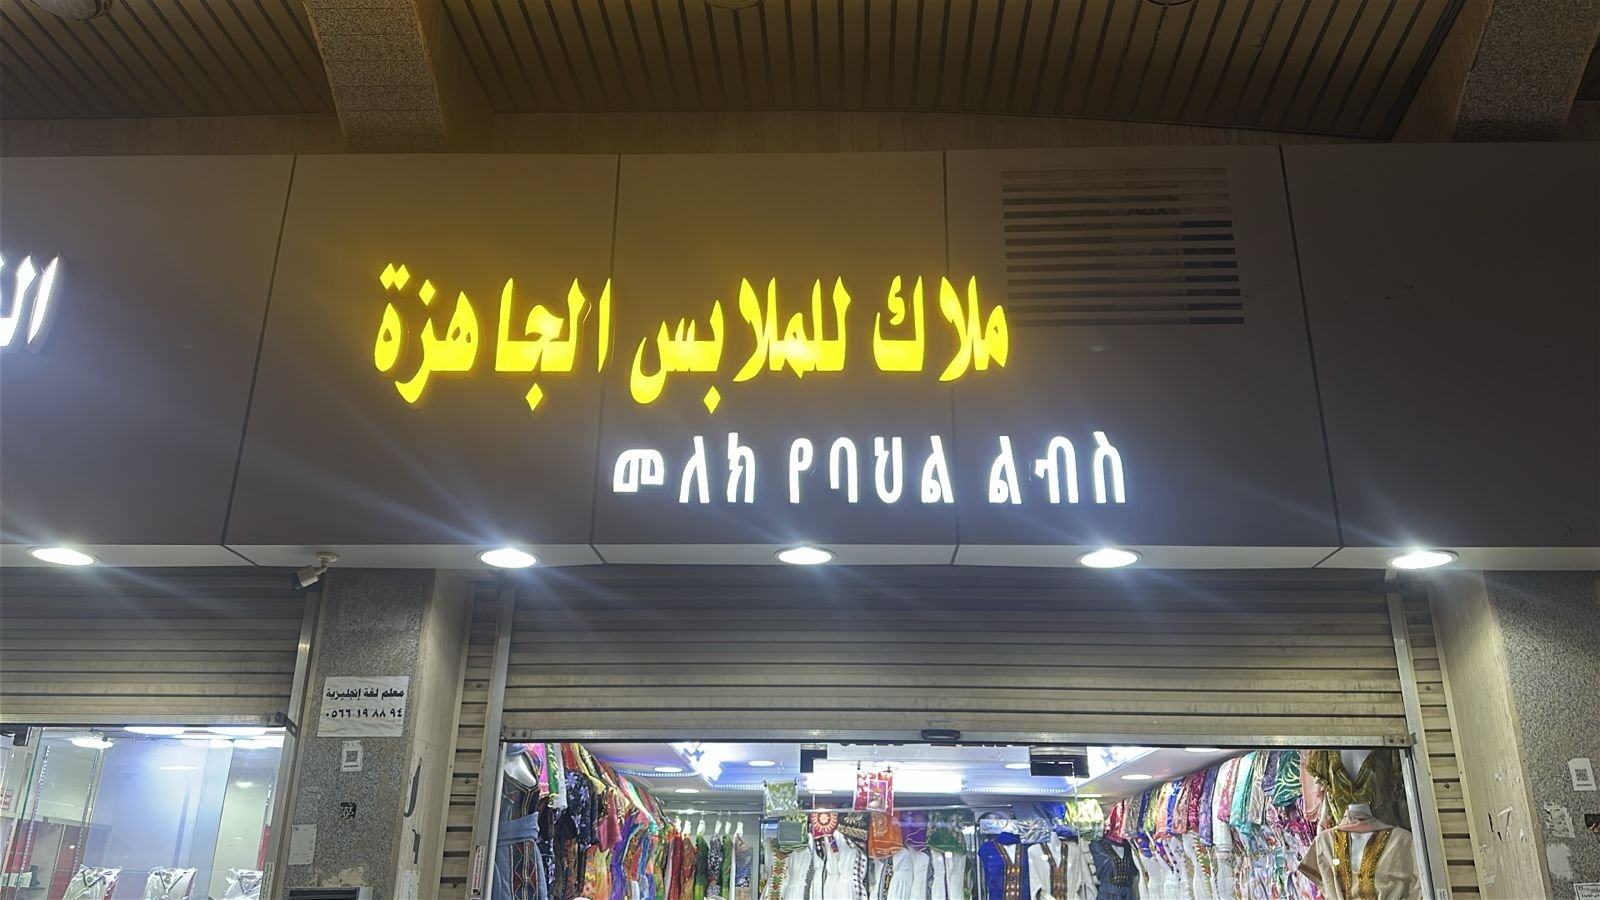 ملاك للملابس الجاهزة
መለክ የባህል ልብስ
معلم لغة إنجليزية
٠٥٦٦ ١٩ ٨٨ ٩٤